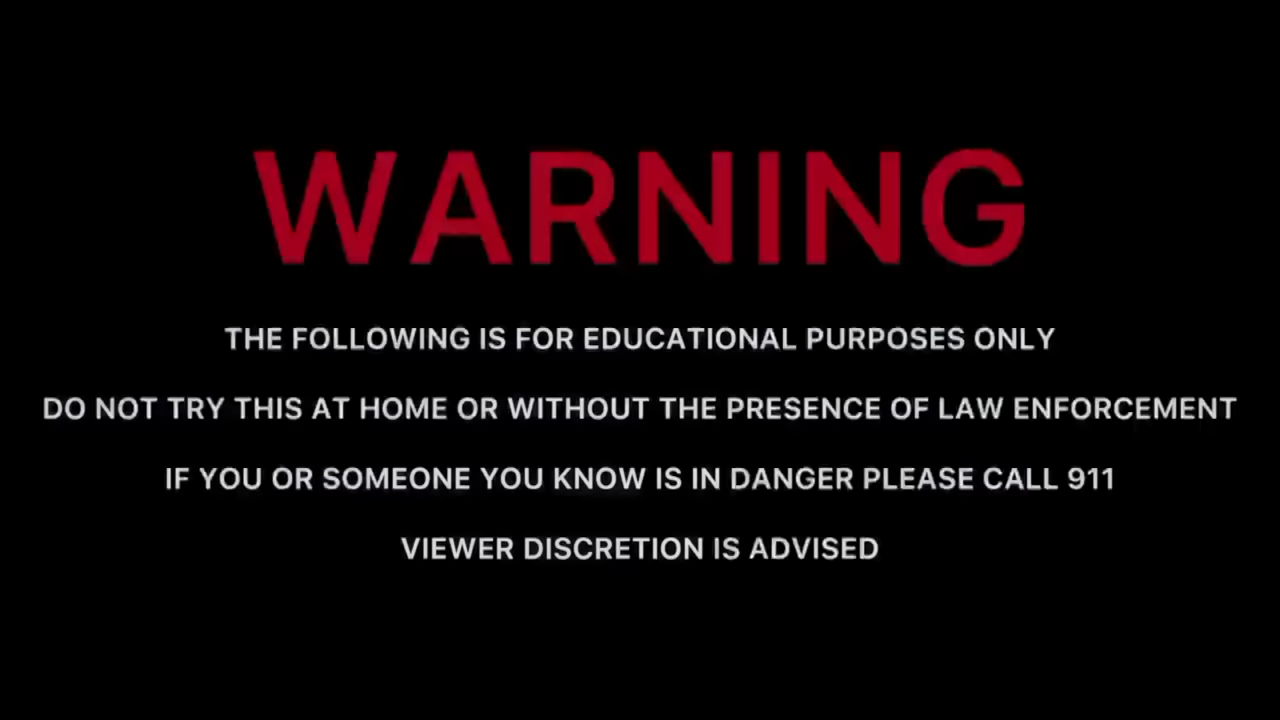 WARNING
THE FOLLOWING IS FOR EDUCATIONAL PURPOSES ONLY
DO NOT TRY THIS AT HOME OR WITHOUT THE PRESENCE OF LAW ENFORCEMENT
IF YOU OR SOMEONE YOU KNOW IS IN DANGER PLEASE CALL 911
VIEWER DISCRETION IS ADVISED